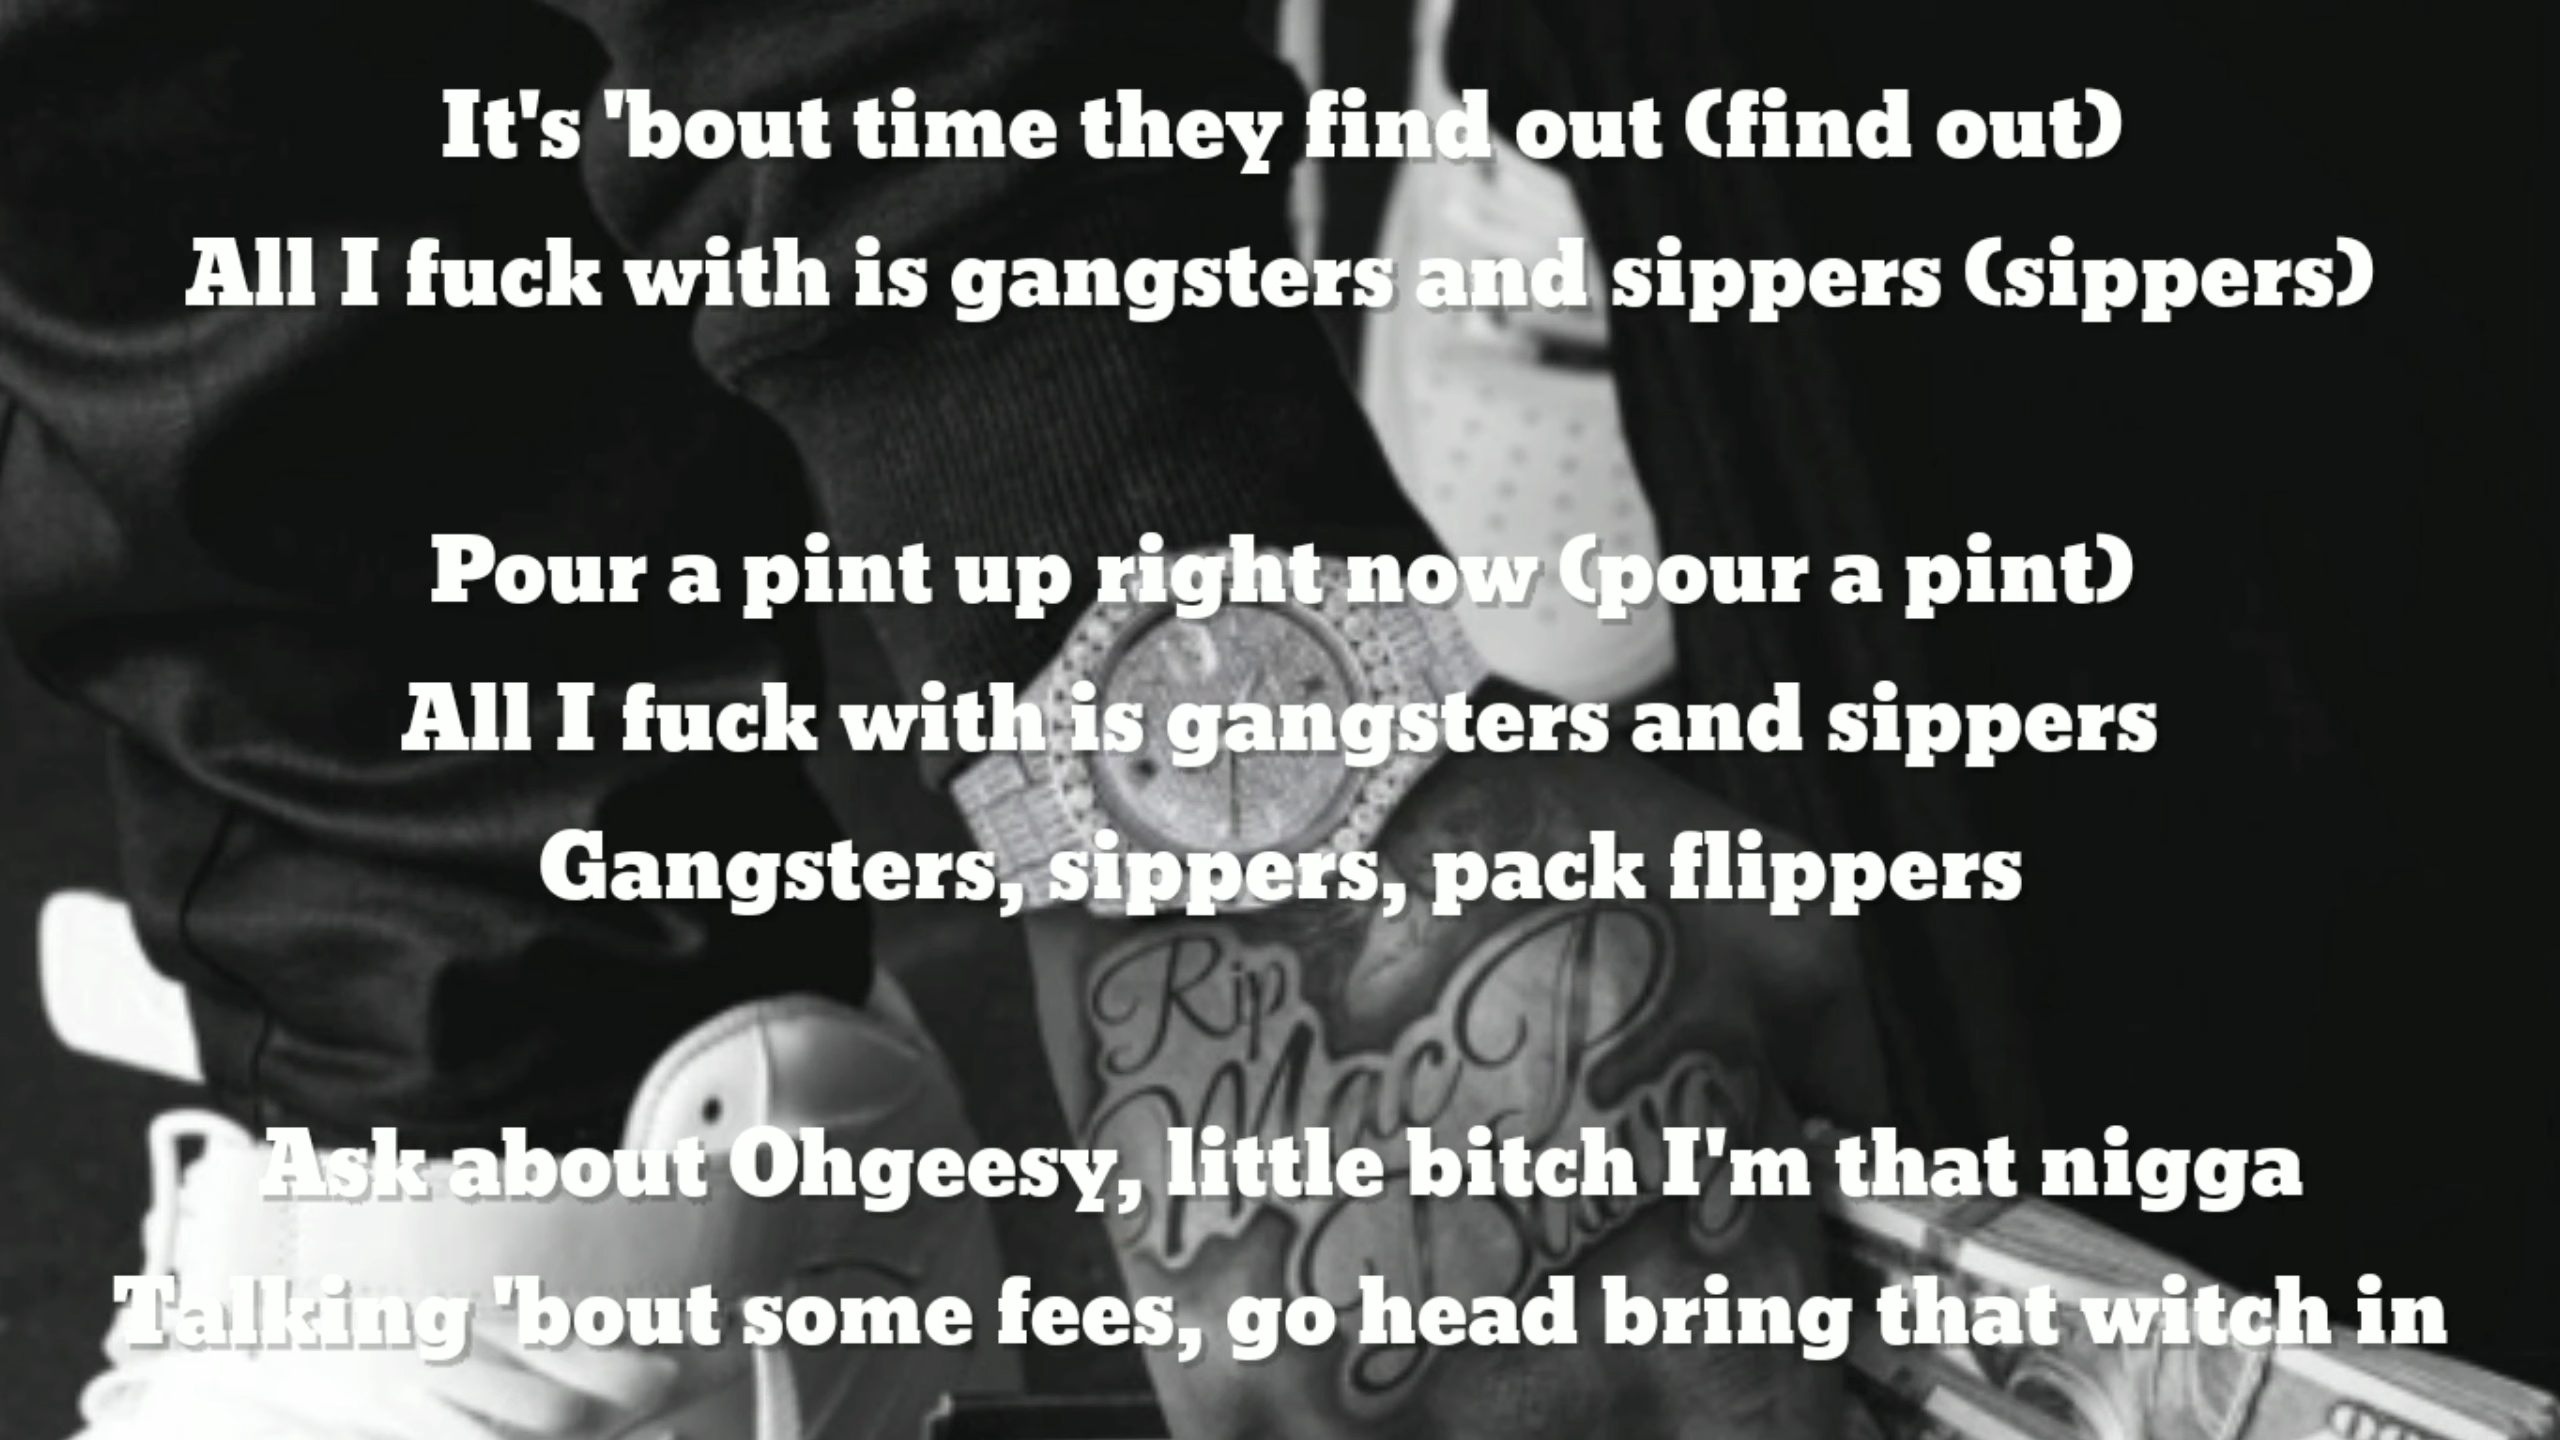 It's 'bout time they find out (find out)
All I fuck with is gangsters and sippers (sippers)
Pour a pint up right now (pour a pint)
All I fuck with is gangsters and sippers
Gangsters, sippers, pack flippers
Rip
Mac P
Dawg
Ask about Ohgeesy, little bitch I'm that nigga
Talking 'bout some fees, go head bring that witch in